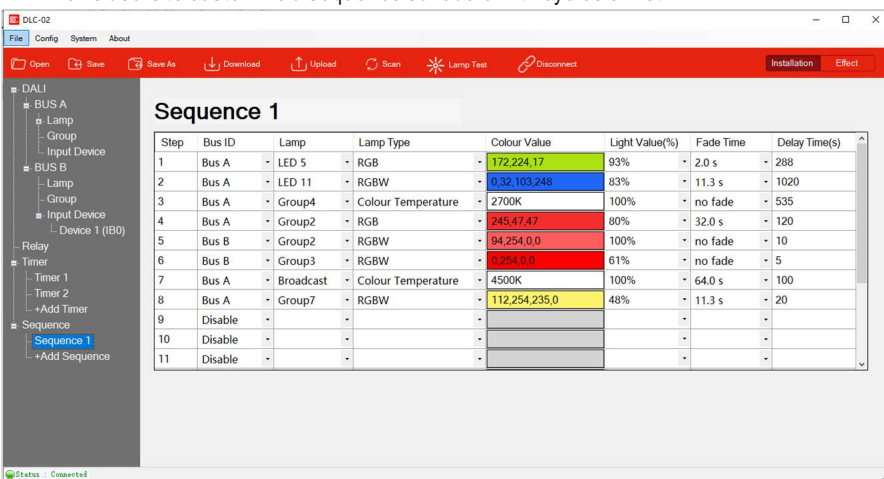 DLC-02
File Config System About
Open Save Save As Download Upload Scan Lamp Test Disconnect Installation Effect
DALI
BUS A
Lamp
Group
Input Device
BUS B
Lamp
Group
Input Device
Device 1 (IB0)
Relay
Timer
Timer 1
Timer 2
+Add Timer
Sequence
Sequence 1
+Add Sequence
Sequence 1
Step Bus ID Lamp Lamp Type Colour Value Light Value(%) Fade Time Delay Time(s)
1 Bus A LED 5 RGB 172,224,17 93% 2.0 s 288
2 Bus A LED 11 RGBW 0,32,103,248 83% 11.3 s 1020
3 Bus A Group4 Colour Temperature 2700K 100% no fade 535
4 Bus A Group2 RGB 245,47,47 80% 32.0 s 120
5 Bus B Group2 RGBW 94,254,0,0 100% no fade 10
6 Bus B Group3 RGBW 0,254,0,0 61% no fade 5
7 Bus A Broadcast Colour Temperature 4500K 100% 64.0 s 100
8 Bus A Group7 RGBW 112,254,235,0 48% 11.3 s 20
9 Disable
10 Disable
11 Disable
Status : Connected